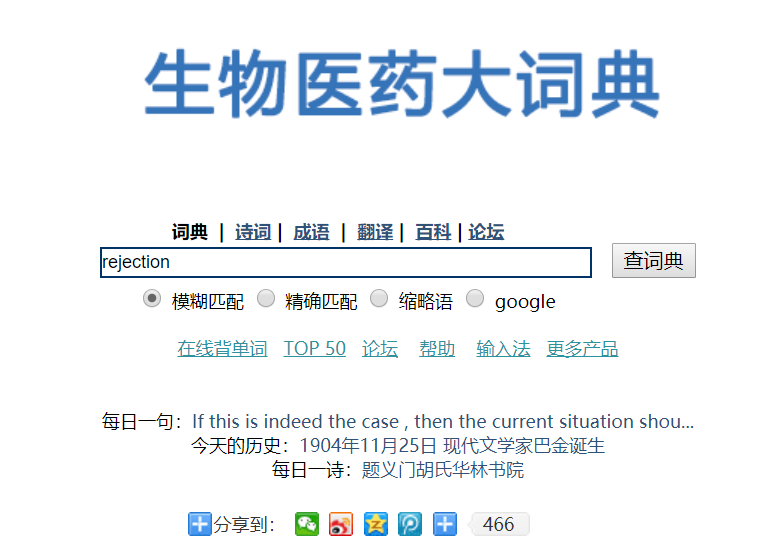 生物医药大词典
词典 | 诗词 | 成语 | 翻译 | 百科 | 论坛
rejection 查词典
模糊匹配 精确匹配 缩略语 google
在线背单词 TOP 50 论坛 帮助 输入法 更多产品
每日一句：If this is indeed the case , then the current situation shou...
今天的历史：1904年11月25日 现代文学家巴金诞生
每日一诗：题义门胡氏华林书院
分享到： 466